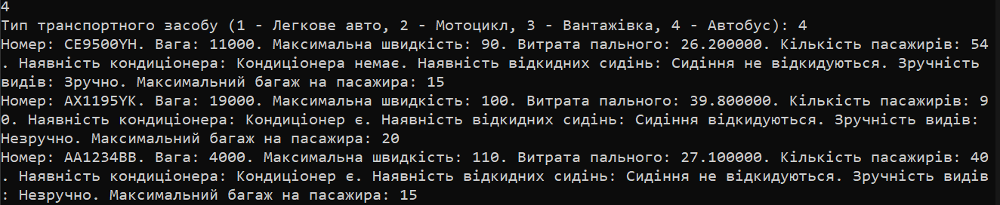 4
Тип транспортного засобу (1 - Легкове авто, 2 - Мотоцикл, 3 - Вантажівка, 4 - Автобус): 4
Номер: CE9500YH. Вага: 11000. Максимальна швидкість: 90. Витрата пального: 26.200000. Кількість пасажирів: 54
. Наявність кондиціонера: Кондиціонера немає. Наявність відкидних сидінь: Сидіння не відкидуються. Зручність
видів: Зручно. Максимальний багаж на пасажира: 15
Номер: AX1195YK. Вага: 19000. Максимальна швидкість: 100. Витрата пального: 39.800000. Кількість пасажирів: 9
0. Наявність кондиціонера: Кондиціонер є. Наявність відкидних сидінь: Сидіння відкидуються. Зручність видів:
Незручно. Максимальний багаж на пасажира: 20
Номер: AA1234BB. Вага: 4000. Максимальна швидкість: 110. Витрата пального: 27.100000. Кількість пасажирів: 40
. Наявність кондиціонера: Кондиціонер є. Наявність відкидних сидінь: Сидіння не відкидуються. Зручність видів
: Незручно. Максимальний багаж на пасажира: 15